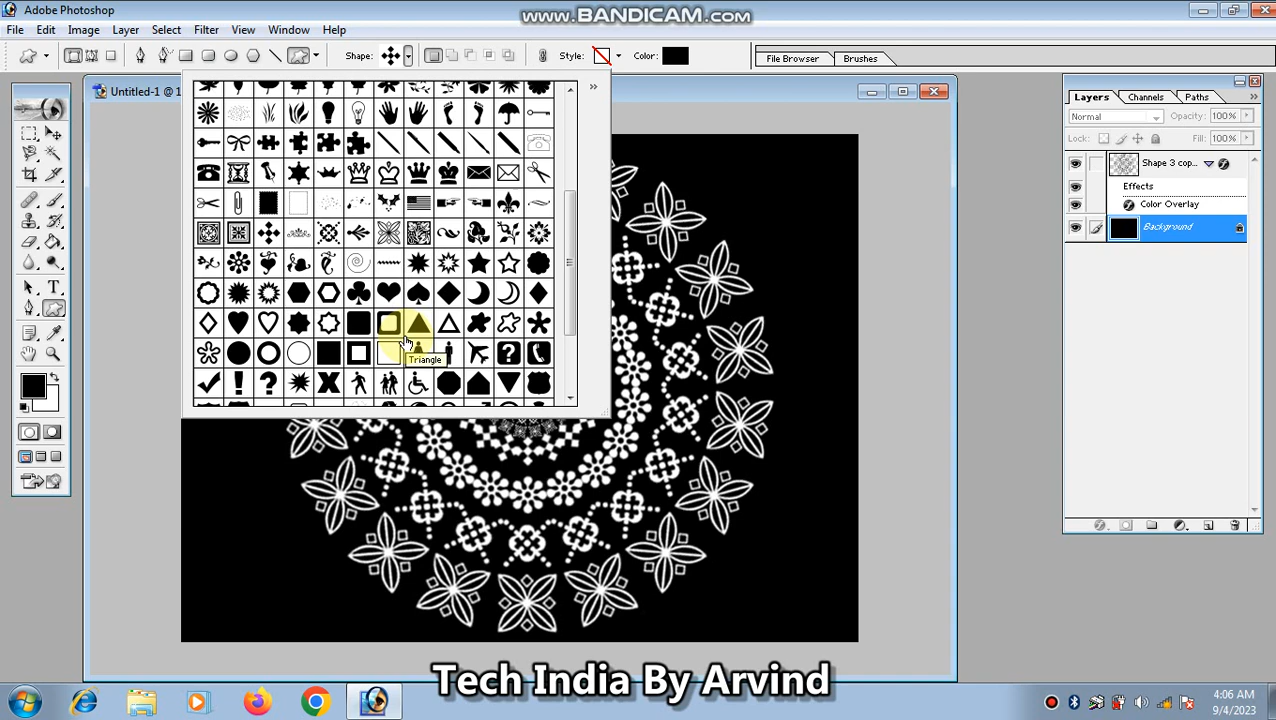 Adobe Photoshop
www.BANDICAM.com
File Edit Image Layer Select Filter View Window Help
Shape: Style: Color: File Browser Brushes
Untitled-1 @ 1
Layers Channels Paths
Normal Opacity: 100%
Lock: Fill: 100%
Shape 3 cop...
Effects
Color Overlay
Background
Triangle
T
Tech India By Arvind
4:06 AM
9/4/2023